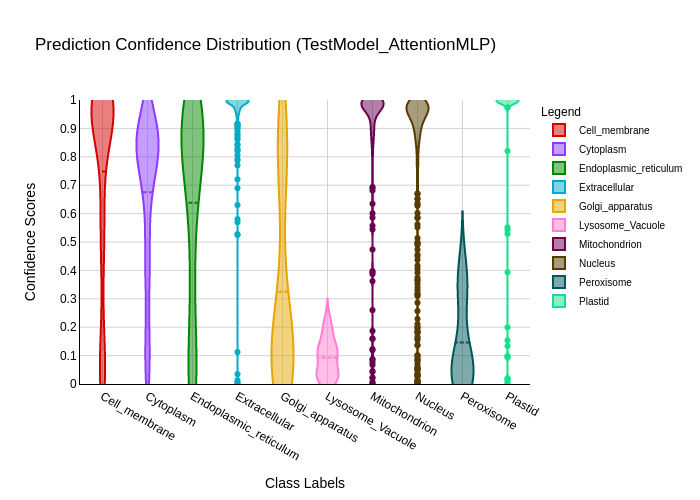 Prediction Confidence Distribution (TestModel_AttentionMLP)
Legend
Cell_membrane
Cytoplasm
Endoplasmic_reticulum
Extracellular
Golgi_apparatus
Lysosome_Vacuole
Mitochondrion
Nucleus
Peroxisome
Plastid
Confidence Scores
1
0.9
0.8
0.7
0.6
0.5
0.4
0.3
0.2
0.1
0
Cell_membrane
Cytoplasm
Endoplasmic_reticulum
Extracellular
Golgi_apparatus
Lysosome_Vacuole
Mitochondrion
Nucleus
Peroxisome
Plastid
Class Labels